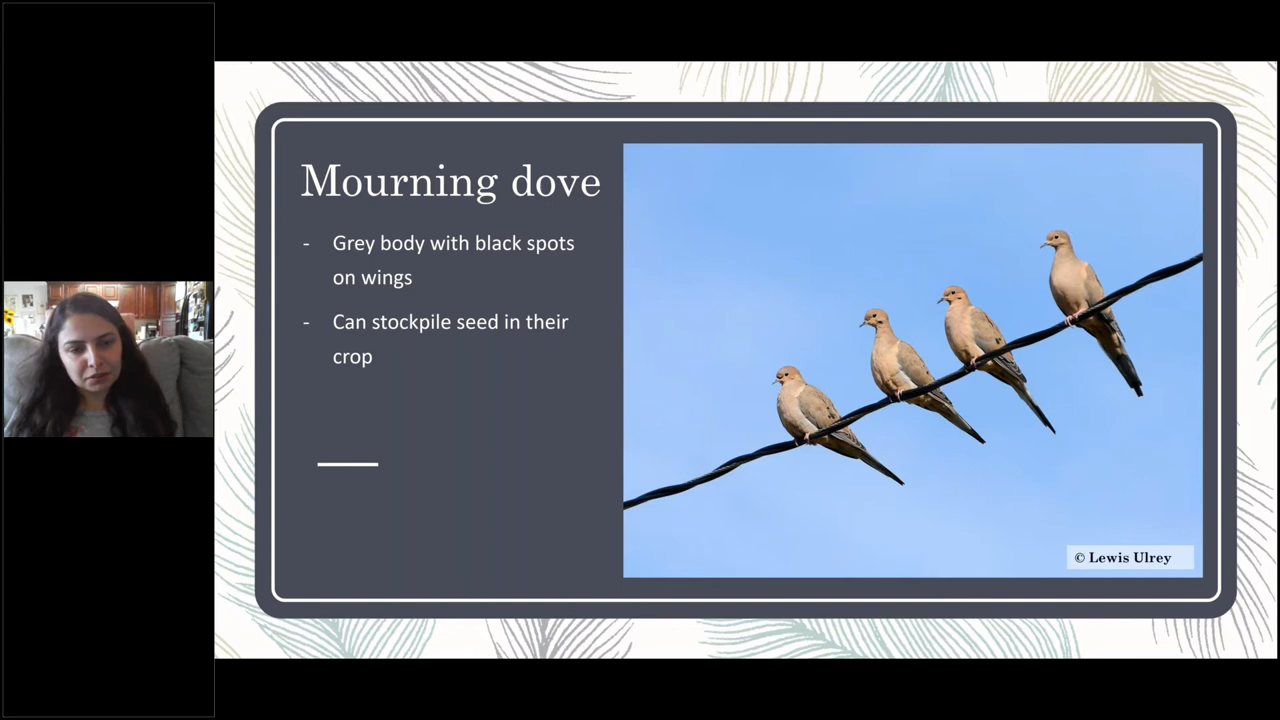 Mourning dove
- Grey body with black spots
on wings
- Can stockpile seed in their
crop
© Lewis Ulrey